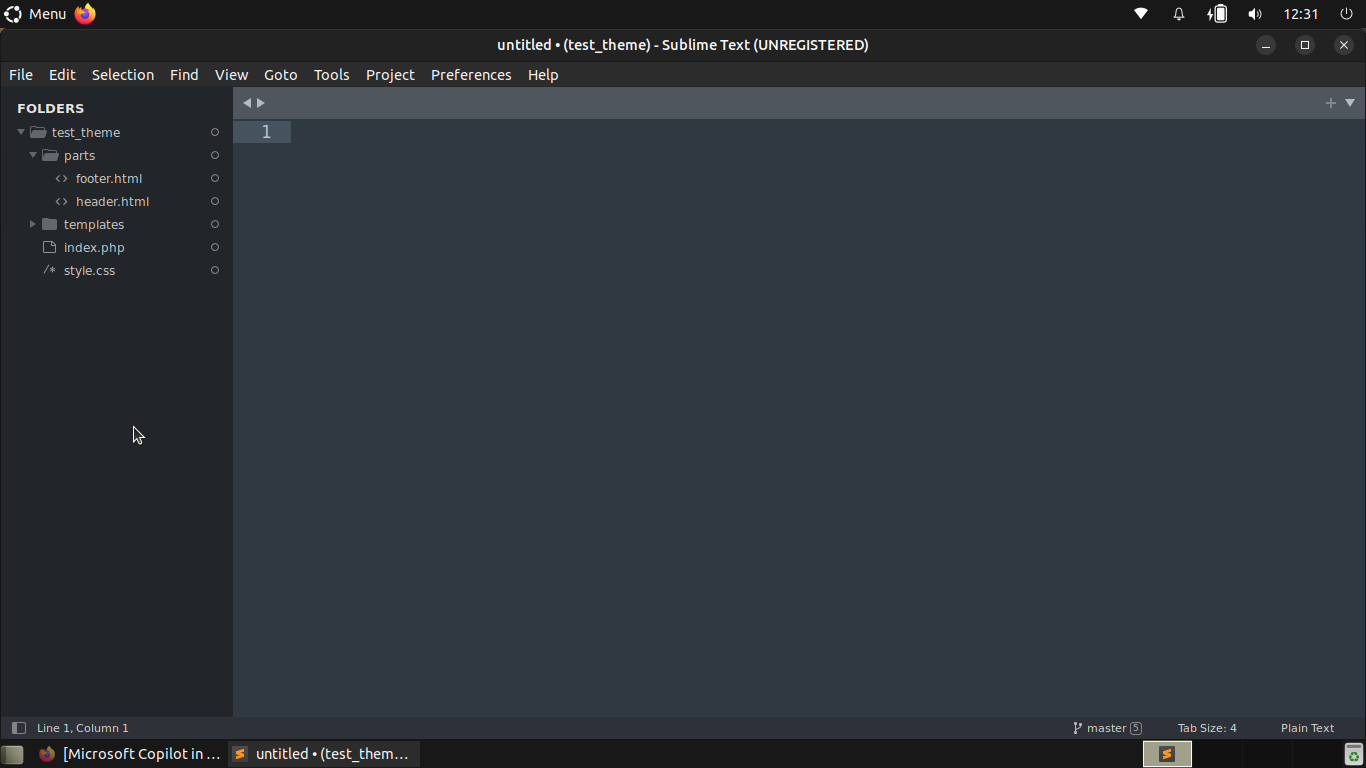 Menu
12:31
untitled • (test_theme) - Sublime Text (UNREGISTERED)
File Edit Selection Find View Goto Tools Project Preferences Help
FOLDERS
test_theme
1
parts
<> footer.html
<> header.html
templates
index.php
/* style.css
Line 1, Column 1
master 5
Tab Size: 4
Plain Text
[Microsoft Copilot in ...
untitled • (test_them...